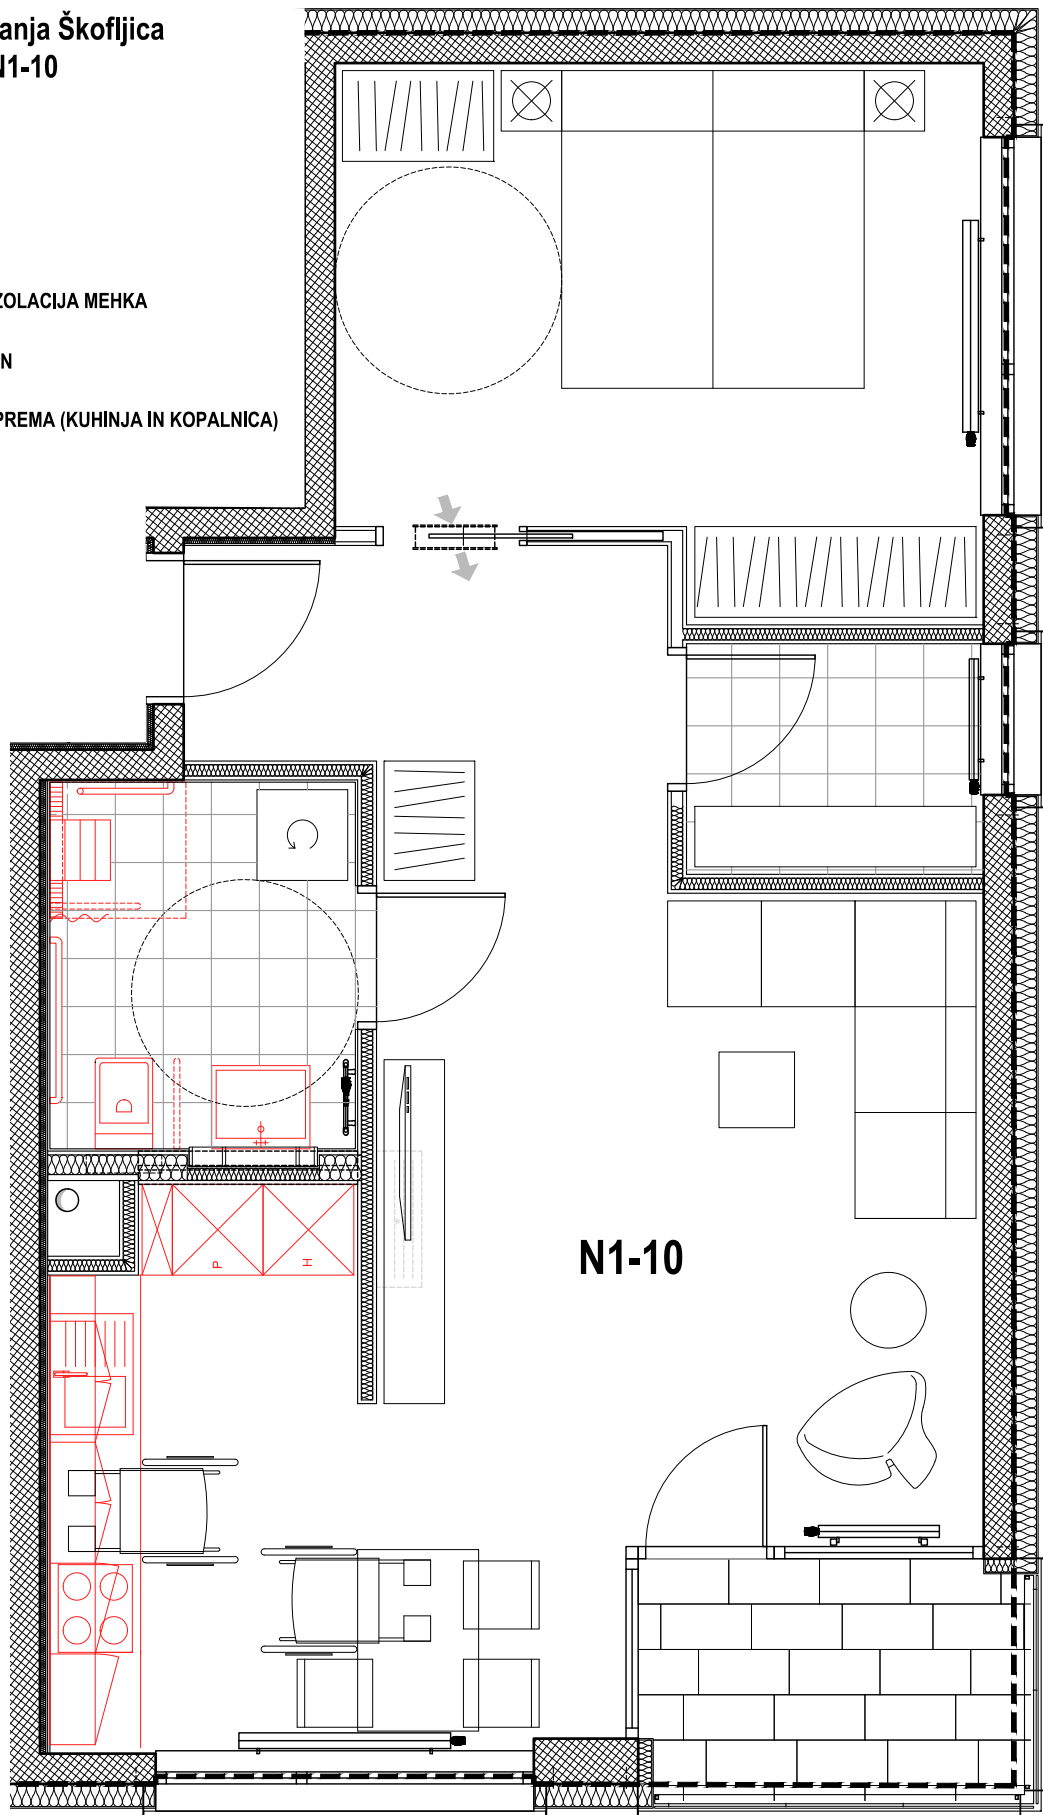 anja Škofljica
N1-10
ZOLACIJA MEHKA
N
PREMA (KUHINJA IN KOPALNICA)
P
H
N1-10